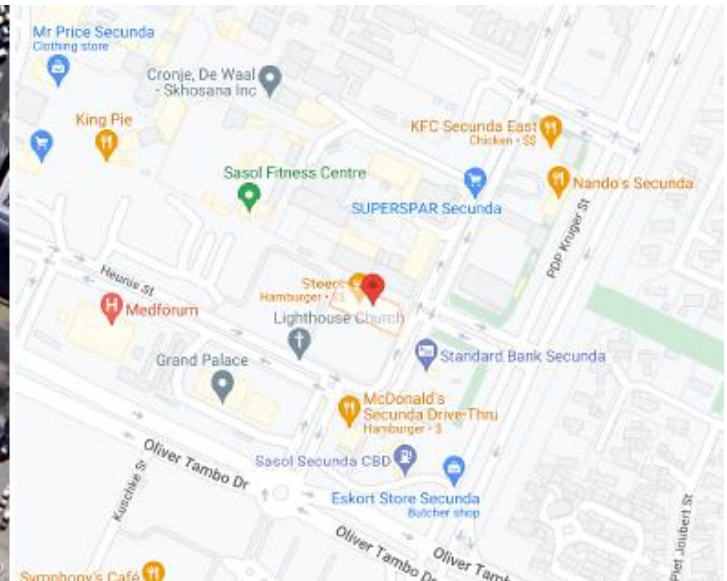 Mr Price Secunda
Clothing store
Cronje, De Waal
- Skhosana Inc
King Pie
KFC Secunda East
Chicken • $$
Sasol Fitness Centre
Nando's Secunda
SUPERSPAR Secunda
PDP Kruger St
Heunis St
Steers
Hamburger • $$
Medforum
Lighthouse Church
Grand Palace
Standard Bank Secunda
McDonald's
Secunda Drive-Thru
Hamburger • $
Oliver Tambo Dr
Sasol Secunda CBD
Kuschke St
Eskort Store Secunda
Butcher shop
Piet Joubert St
Oliver Tambo Dr
Oliver Tambo
Symphony's Café